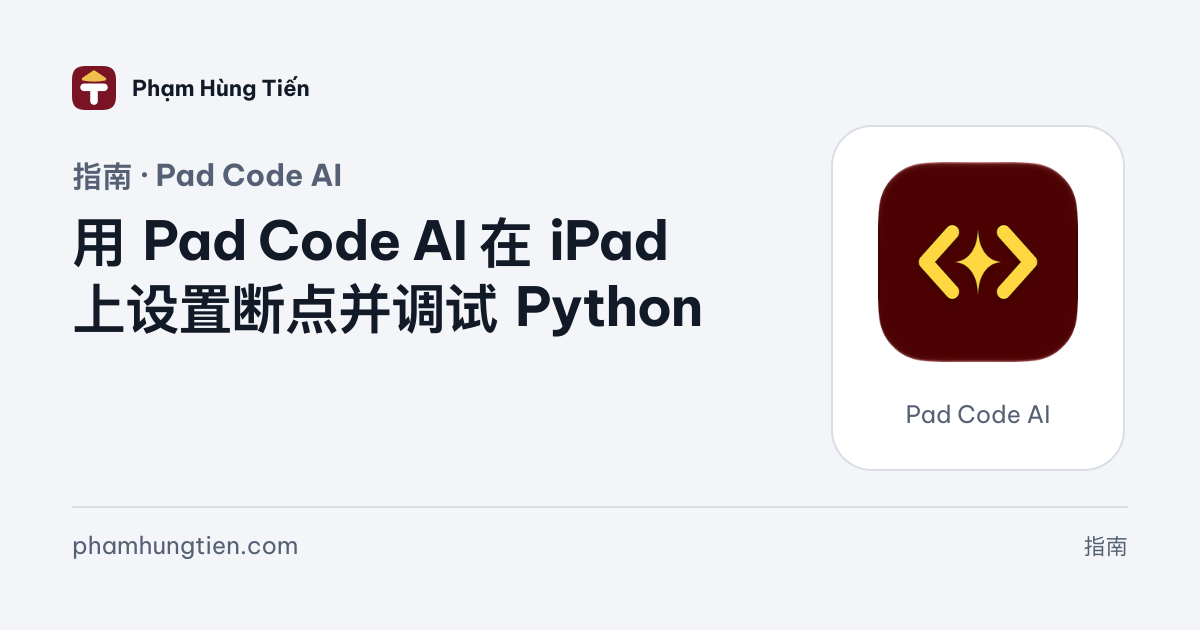 Phạm Hùng Tiến
指南 · Pad Code AI
用 Pad Code AI 在 iPad
上设置断点并调试 Python
Pad Code AI
phamhungtien.com
指南